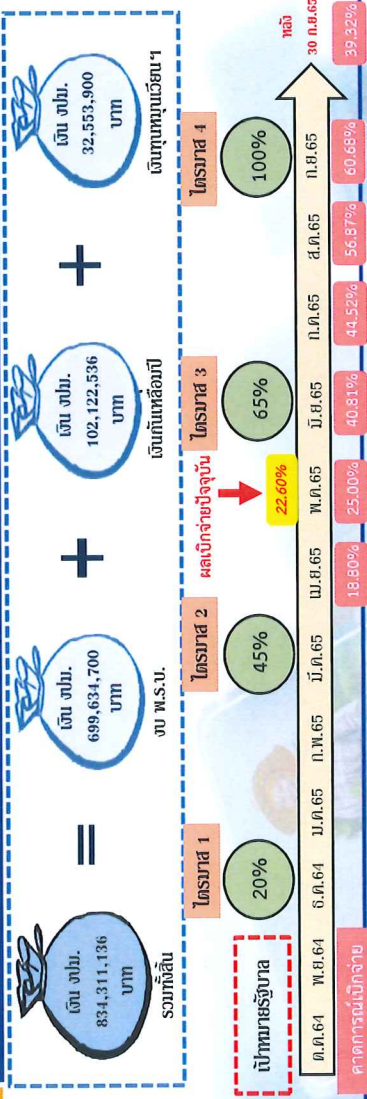 เงิน งปม.
834,311,136
บาท
รวมทั้งสิ้น
=
เงิน งปม.
699,634,700
บาท
งบ พ.ร.บ.
+
เงิน งปม.
102,122,536
บาท
เงินกันเหลื่อมปี
+
เงิน งปม.
32,553,900
บาท
เงินทุนหมุนเวียนฯ
เป้าหมายรัฐบาล
ไตรมาส 1
20%
ไตรมาส 2
45%
ผลเบิกจ่ายปัจจุบัน
22.60%
ไตรมาส 3
65%
ไตรมาส 4
100%
หลัง
30 ก.ย.65
ต.ค.64 พ.ย.64 ธ.ค.64 ม.ค.65 ก.พ.65 มี.ค.65 เม.ย.65 พ.ค.65 มิ.ย.65 ก.ค.65 ส.ค.65 ก.ย.65
คาดการณ์เบิกจ่าย 18.80% 25.00% 40.81% 44.52% 56.87% 60.68% 39.32%